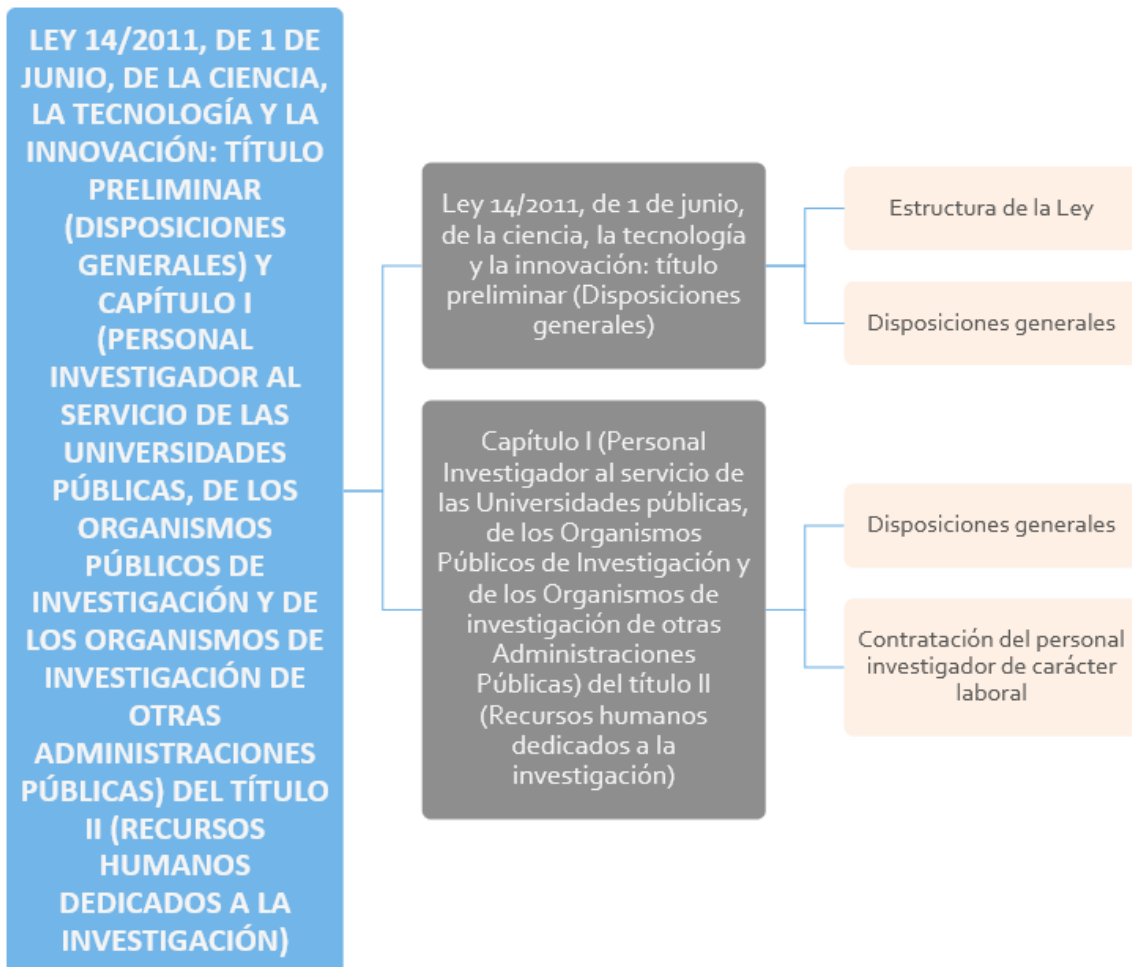 LEY 14/2011, DE 1 DE
JUNIO, DE LA CIENCIA,
LA TECNOLOGÍA Y LA
INNOVACIÓN: TÍTULO
PRELIMINAR
(DISPOSICIONES
GENERALES) Y
CAPÍTULO I
(PERSONAL
INVESTIGADOR AL
SERVICIO DE LAS
UNIVERSIDADES
PÚBLICAS, DE LOS
ORGANISMOS
PÚBLICOS DE
INVESTIGACIÓN Y DE
LOS ORGANISMOS DE
INVESTIGACIÓN DE
OTRAS
ADMINISTRACIONES
PÚBLICAS) DEL TÍTULO
II (RECURSOS
HUMANOS
DEDICADOS A LA
INVESTIGACIÓN)
Ley 14/2011, de 1 de junio,
de la ciencia, la tecnología
y la innovación: título
preliminar (Disposiciones
generales)
Estructura de la Ley
Disposiciones generales
Capítulo I (Personal
Investigador al servicio de
las Universidades públicas,
de los Organismos
Públicos de Investigación y
de los Organismos de
investigación de otras
Administraciones
Públicas) del título II
(Recursos humanos
dedicados a la
investigación)
Disposiciones generales
Contratación del personal
investigador de carácter
laboral